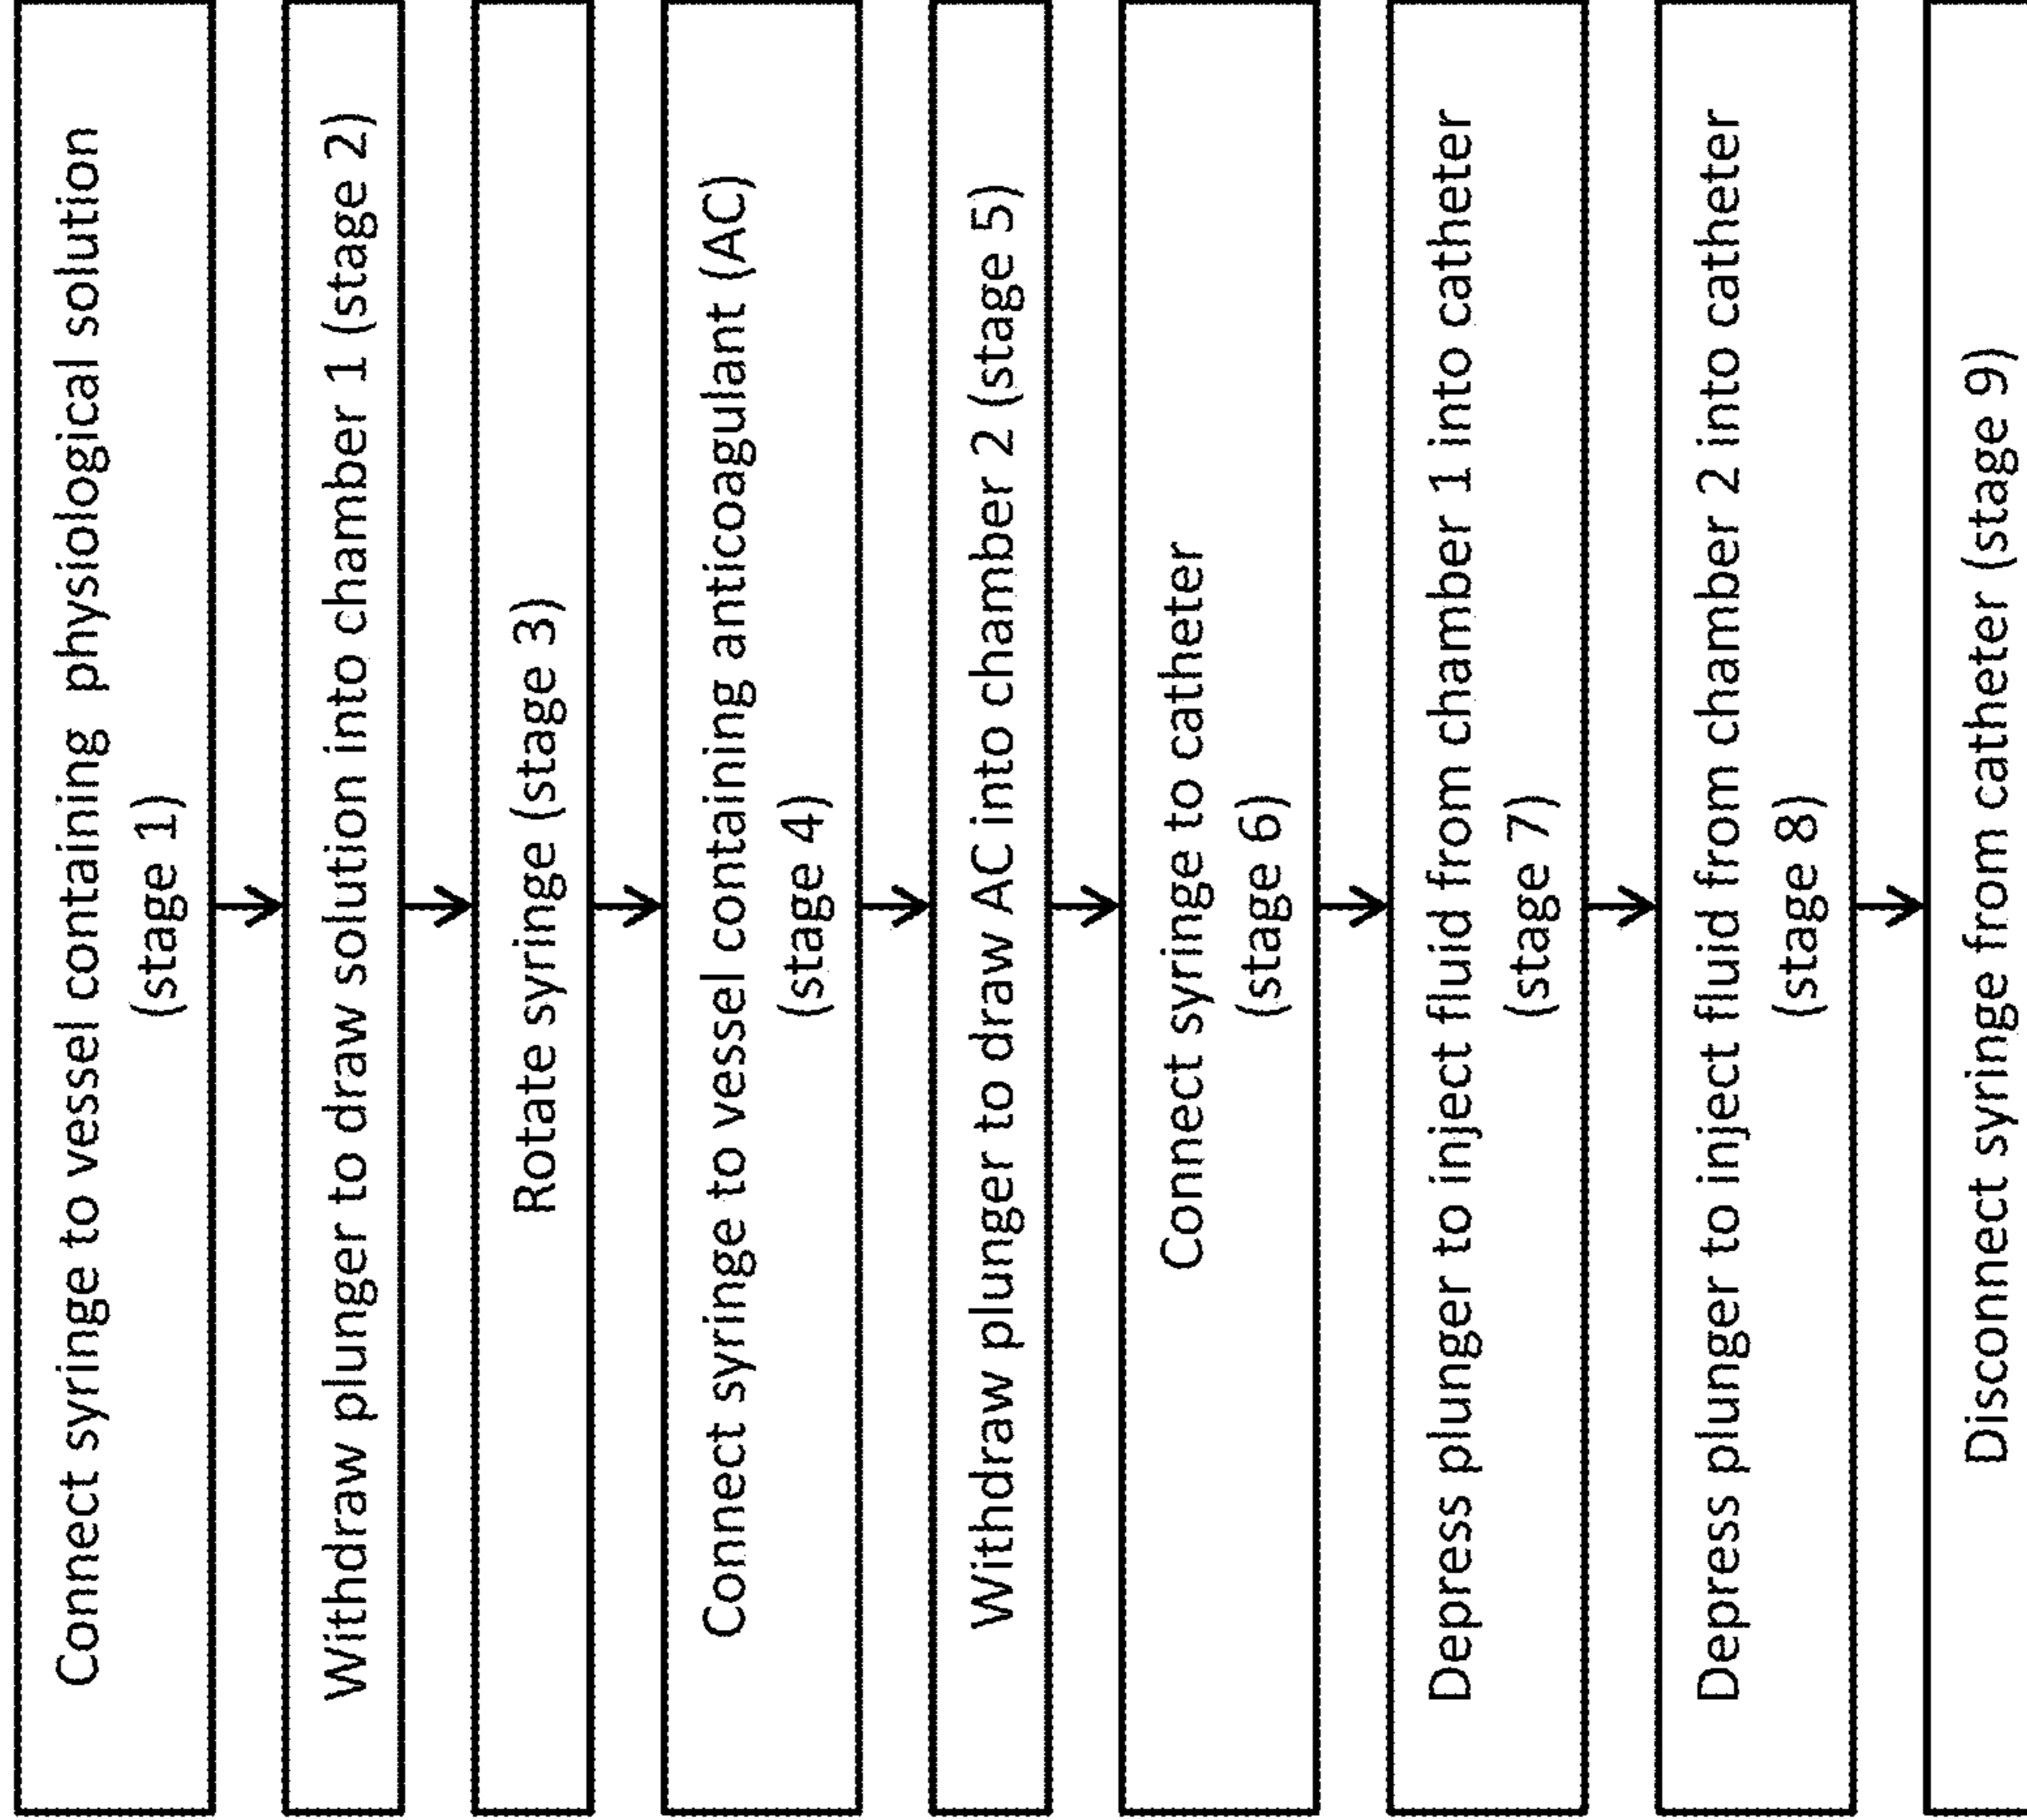 Connect syringe to vessel containing physiological solution
(stage 1)
Withdraw plunger to draw solution into chamber 1 (stage 2)
Rotate syringe (stage 3)
Connect syringe to vessel containing anticoagulant (AC)
(stage 4)
Withdraw plunger to draw AC into chamber 2 (stage 5)
Connect syringe to catheter
(stage 6)
Depress plunger to inject fluid from chamber 1 into catheter
(stage 7)
Depress plunger to inject fluid from chamber 2 into catheter
(stage 8)
Disconnect syringe from catheter (stage 9)